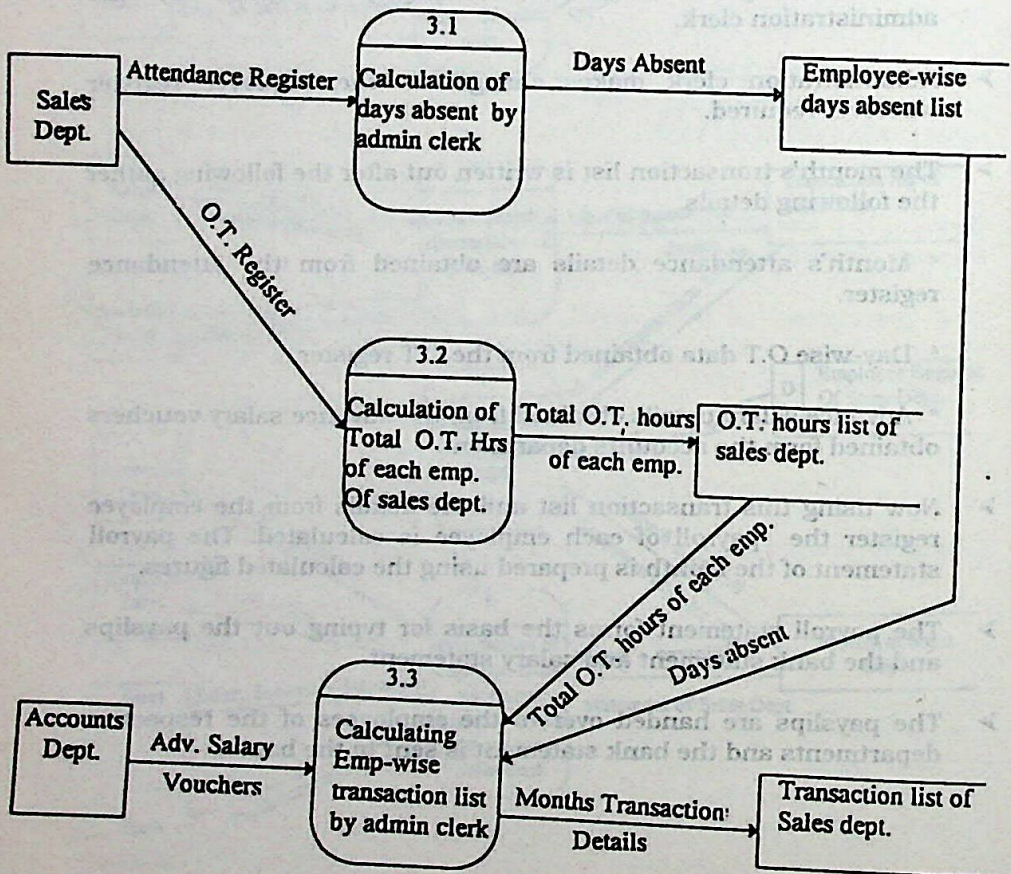 3.1
Sales
Dept.
Attendance Register
Calculation of
days absent by
admin clerk
Days Absent
Employee-wise
days absent list
O.T. Register
3.2
Calculation of
Total O.T. Hrs
of each emp.
Of sales dept.
Total O.T. hours
of each emp.
O.T. hours list of
sales dept.
Total O.T. hours of each emp.
Days absent
3.3
Accounts
Dept.
Adv. Salary
Vouchers
Calculating
Emp-wise
transaction list
by admin clerk
Months Transaction
Details
Transaction list of
Sales dept.